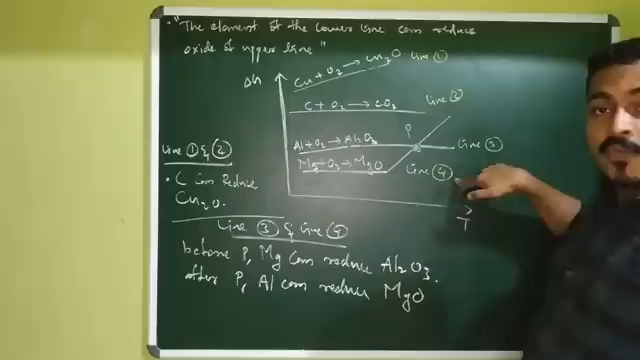 • "The element of the lower line can reduce
oxide of upper line"
ΔG
Cu + O₂ → Cu₂O line ①
C + O₂ → CO₂ line ②
P
Al + O₂ → Al₂O₃ line ③
Mg + O₂ → MgO line ④
T
Line ① & ②
• C can Reduce
Cu₂O.
Line ③ & Line ④
before P, Mg can reduce Al₂O₃.
after P, Al can reduce MgO